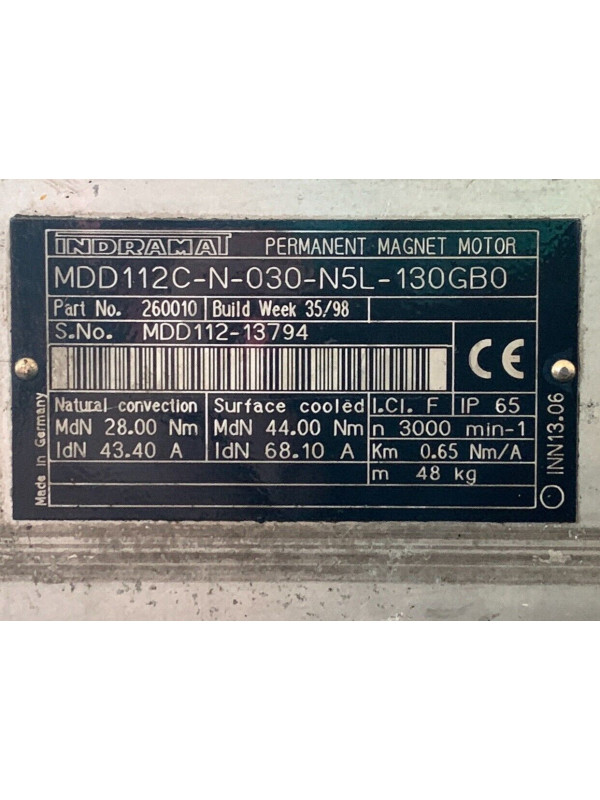 INDRAMAT PERMANENT MAGNET MOTOR
MDD112C-N-030-N5L-130GB0
Part No. 260010 Build Week 35/98
S.No. MDD112-13794
CE
Natural convection Surface cooled I.Cl. F IP 65
MdN 28.00 Nm MdN 44.00 Nm n 3000 min-1
IdN 43.40 A IdN 68.10 A Km 0.65 Nm/A
m 48 kg
Made in Germany
INN13.06